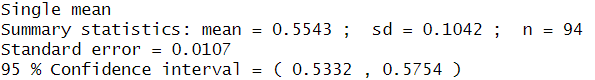 Single mean
Summary statistics: mean = 0.5543 ;  sd = 0.1042 ;  n = 94
Standard error = 0.0107
95 % Confidence interval = ( 0.5332 , 0.5754 )